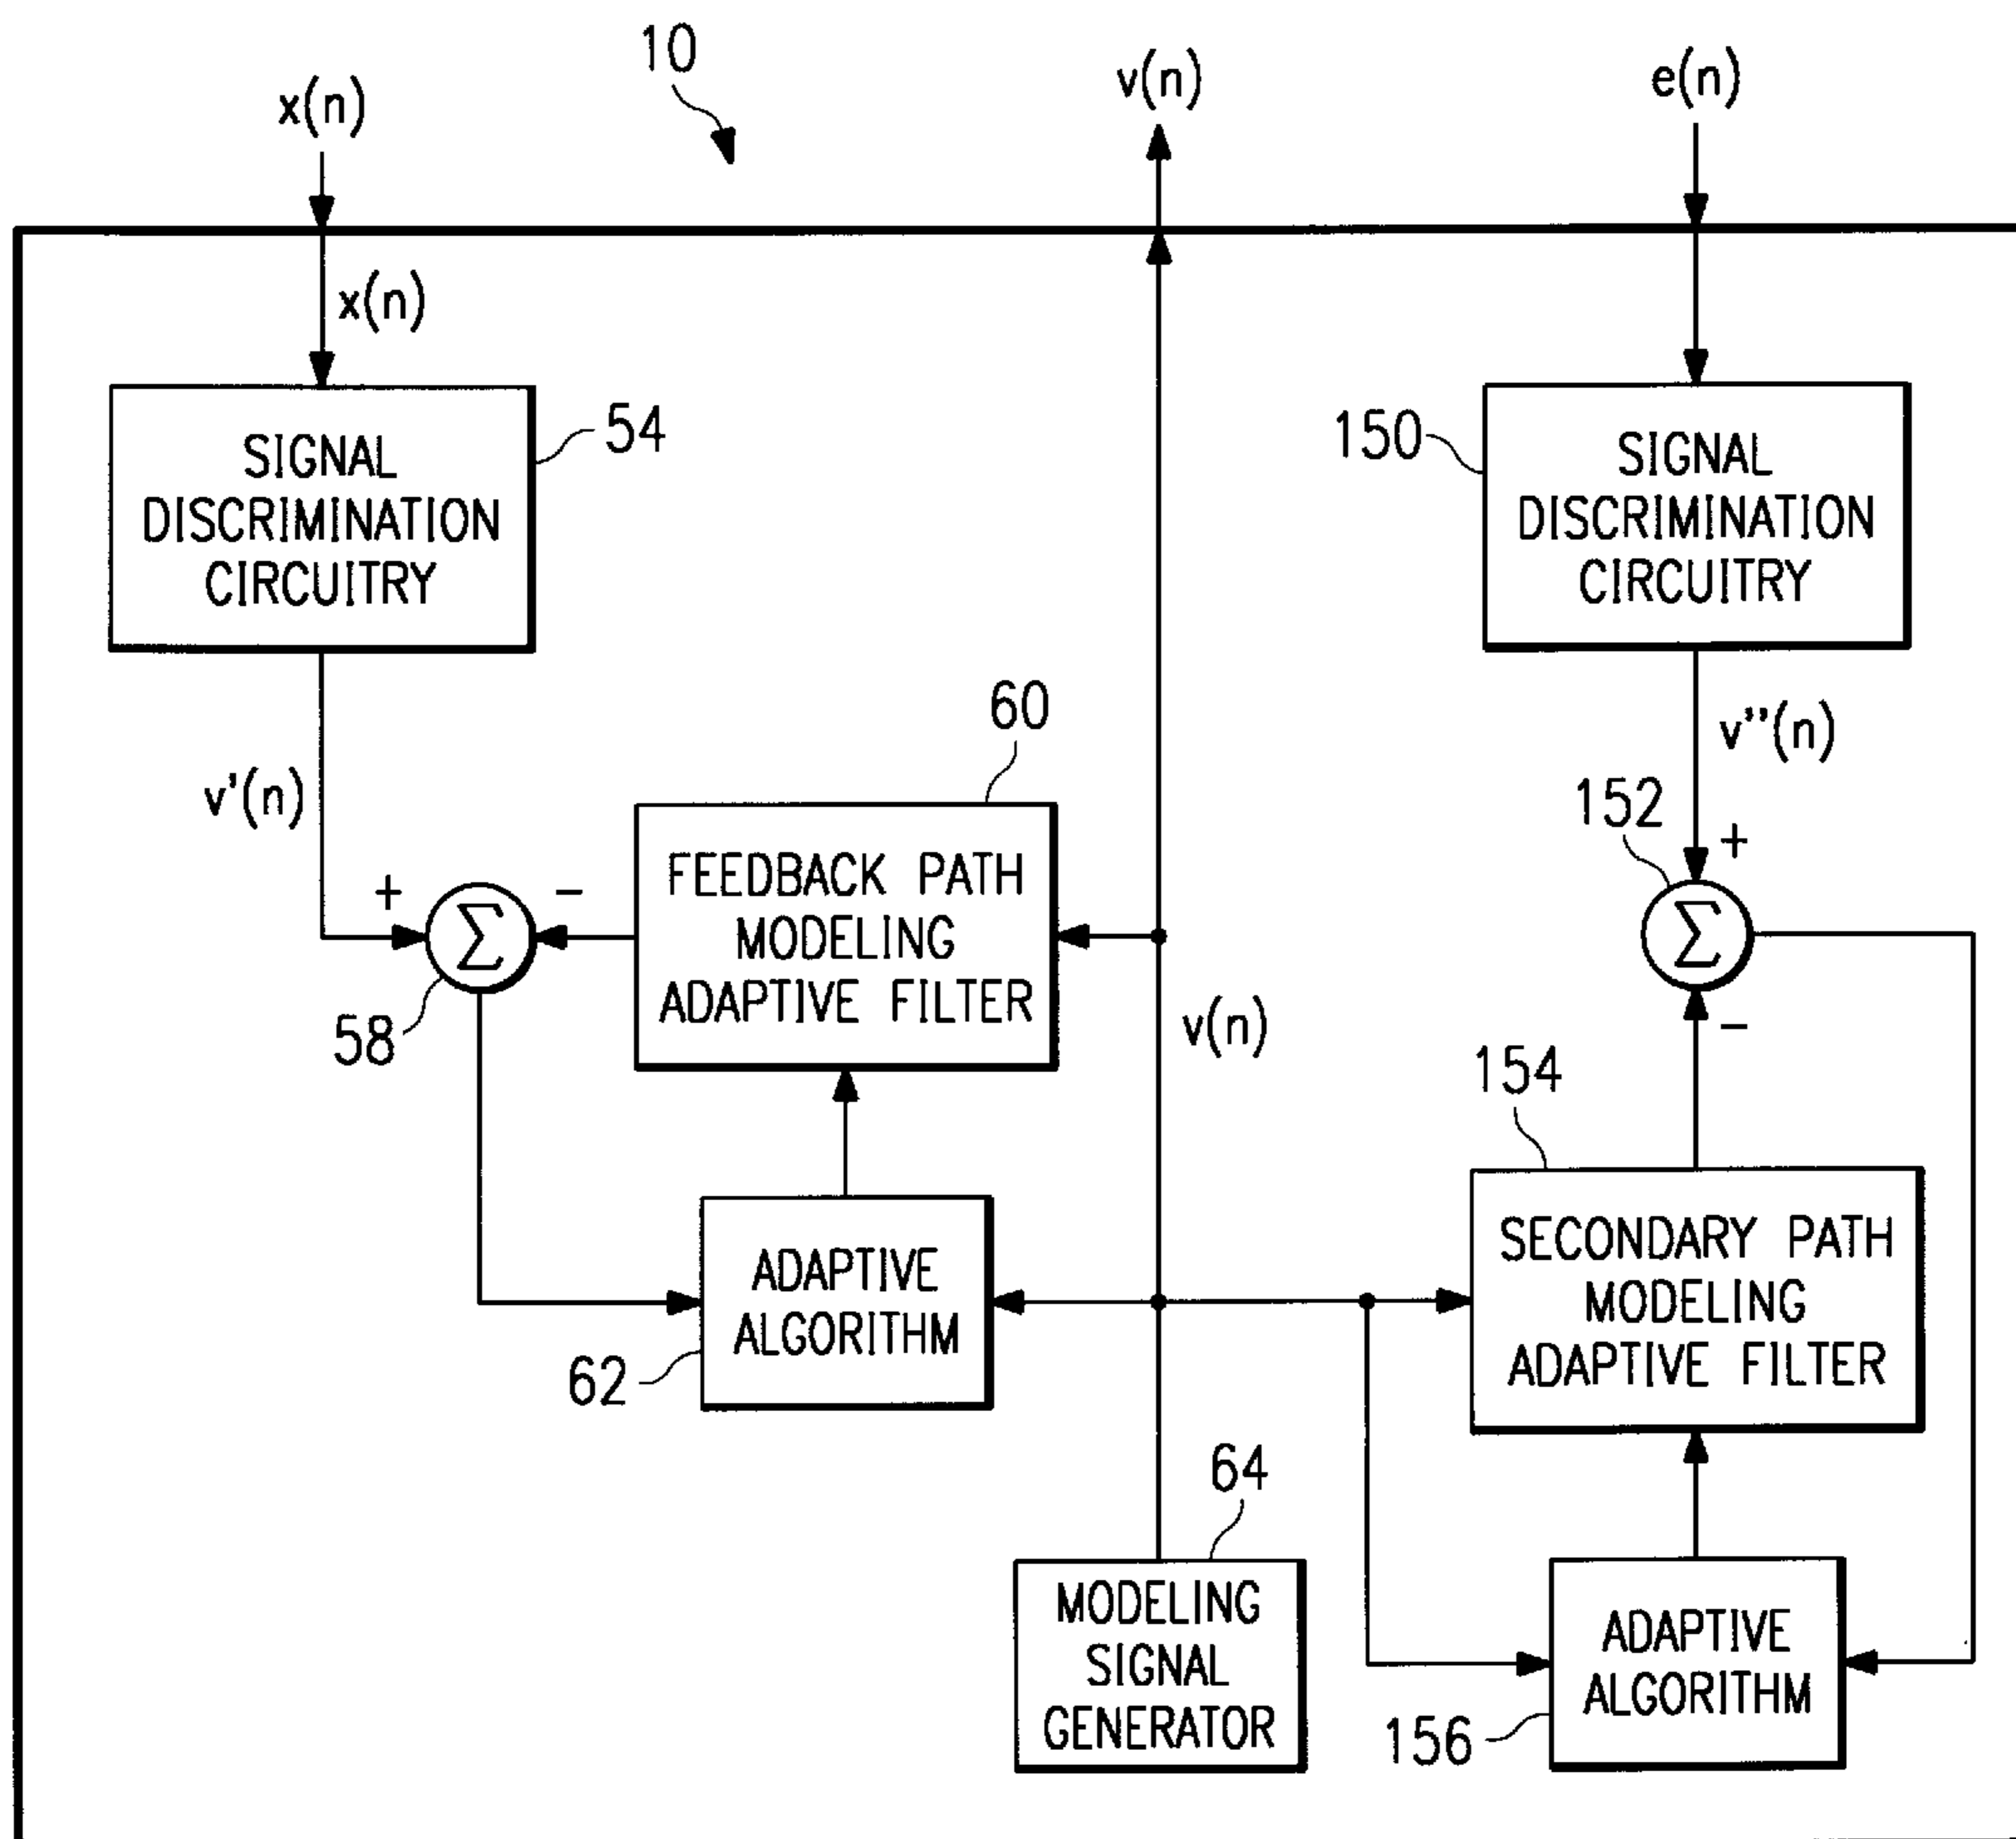 10
x(n)
v(n)
e(n)
x(n)
SIGNAL
DISCRIMINATION
CIRCUITRY
54
150
SIGNAL
DISCRIMINATION
CIRCUITRY
v'(n)
60
v''(n)
152
+
-
+
Σ
58
FEEDBACK PATH
MODELING
ADAPTIVE FILTER
Σ
-
v(n)
154
ADAPTIVE
ALGORITHM
62
SECONDARY PATH
MODELING
ADAPTIVE FILTER
64
MODELING
SIGNAL
GENERATOR
ADAPTIVE
ALGORITHM
156